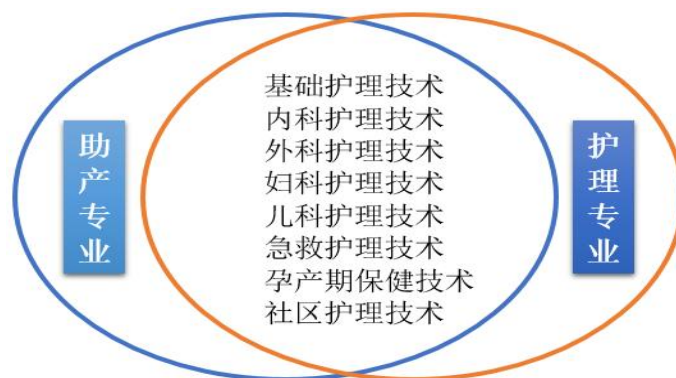 助产专业
基础护理技术
内科护理技术
外科护理技术
妇科护理技术
儿科护理技术
急救护理技术
孕产期保健技术
社区护理技术
护理专业